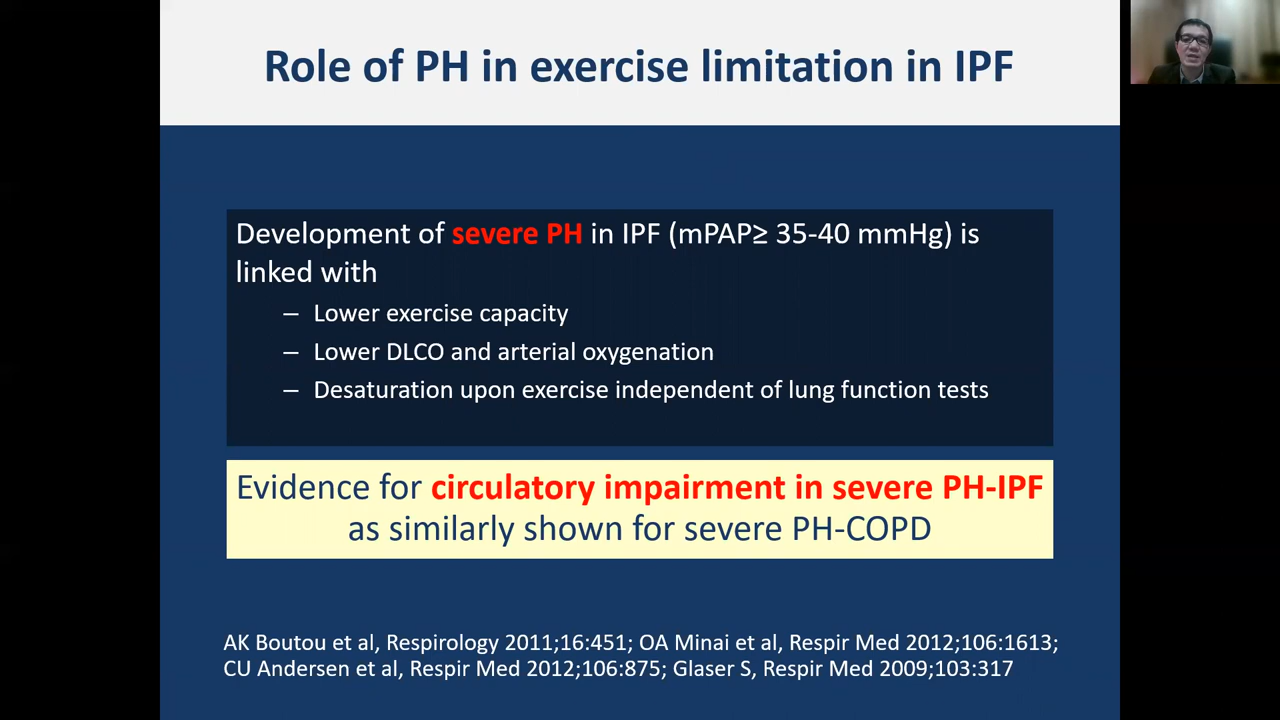 Role of PH in exercise limitation in IPF
Development of severe PH in IPF (mPAP≥ 35-40 mmHg) is
linked with
– Lower exercise capacity
– Lower DLCO and arterial oxygenation
– Desaturation upon exercise independent of lung function tests
Evidence for circulatory impairment in severe PH-IPF
as similarly shown for severe PH-COPD
AK Boutou et al, Respirology 2011;16:451; OA Minai et al, Respir Med 2012;106:1613;
CU Andersen et al, Respir Med 2012;106:875; Glaser S, Respir Med 2009;103:317